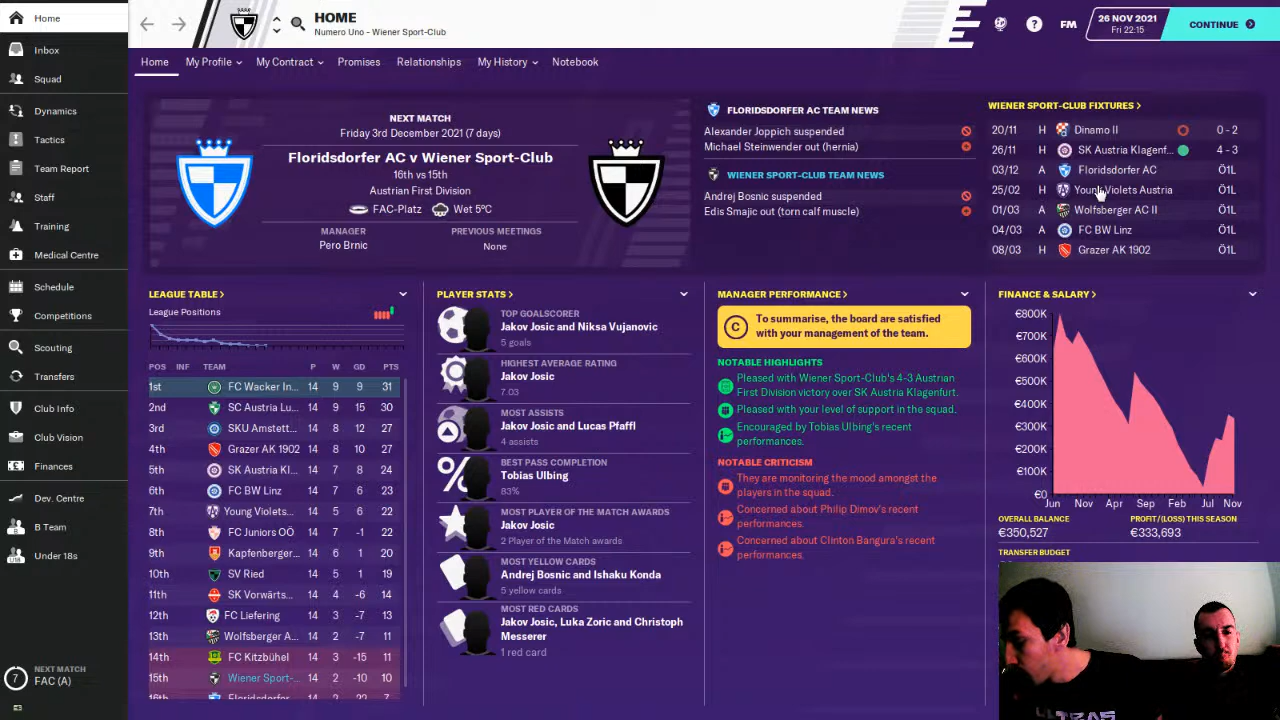 Home
Inbox
Squad
Dynamics
Tactics
Team Report
Staff
Training
Medical Centre
Schedule
Competitions
Scouting
Transfers
Club Info
Club Vision
Finances
Dev. Centre
B Team
Under 18s
7
NEXT MATCH
FAC (A)
HOME
Numero Uno - Wiener Sport-Club
?
FM
26 NOV 2021
Fri 22:15
CONTINUE
Home
My Profile
My Contract
Promises
Relationships
My History
Notebook
NEXT MATCH
Friday 3rd December 2021 (7 days)
Floridsdorfer AC v Wiener Sport-Club
16th vs 15th
Austrian First Division
FAC-Platz
Wet 5ºC
MANAGER
Pero Brnic
PREVIOUS MEETINGS
None
FLORIDSDORFER AC TEAM NEWS
Alexander Joppich suspended
Michael Steinwender out (hernia)
WIENER SPORT-CLUB TEAM NEWS
Andrej Bosnic suspended
Edis Smajic out (torn calf muscle)
WIENER SPORT-CLUB FIXTURES >
20/11 H Dinamo II 0 - 2
26/11 H SK Austria Klagenf... 4 - 3
03/12 A Floridsdorfer AC Ö1L
25/02 H Young Violets Austria Ö1L
01/03 A Wolfsberger AC II Ö1L
04/03 A FC BW Linz Ö1L
08/03 H Grazer AK 1902 Ö1L
LEAGUE TABLE >
League Positions
POS INF TEAM P W GD PTS
1st FC Wacker In... 14 9 9 31
2nd SC Austria Lu... 14 9 15 30
3rd SKU Amstett... 14 8 12 27
4th Grazer AK 1902 14 8 10 27
5th SK Austria Kl... 14 7 8 24
6th FC BW Linz 14 7 6 23
7th Young Violets... 14 5 6 22
8th FC Juniors OÖ 14 7 -1 22
9th Kapfenberger... 14 6 1 20
10th SV Ried 14 5 1 19
11th SK Vorwärts... 14 4 -6 14
12th FC Liefering 14 3 -7 13
13th Wolfsberger A... 14 2 -7 11
14th FC Kitzbühel 14 3 -15 11
15th Wiener Sport-... 14 2 -10 10
16th Floridsdorfer... 14 2 -22 7
PLAYER STATS >
TOP GOALSCORER
Jakov Josic and Niksa Vujanovic
5 goals
HIGHEST AVERAGE RATING
Jakov Josic
7.03
MOST ASSISTS
Jakov Josic and Lucas Pfaffl
4 assists
BEST PASS COMPLETION
Tobias Ulbing
83%
MOST PLAYER OF THE MATCH AWARDS
Jakov Josic
2 Player of the Match awards
MOST YELLOW CARDS
Andrej Bosnic and Ishaku Konda
5 yellow cards
MOST RED CARDS
Jakov Josic, Luka Zoric and Christoph
Messerer
1 red card
MANAGER PERFORMANCE >
C
To summarise, the board are satisfied
with your management of the team.
NOTABLE HIGHLIGHTS
Pleased with Wiener Sport-Club's 4-3 Austrian
First Division victory over SK Austria Klagenfurt.
Pleased with your level of support in the squad.
Encouraged by Tobias Ulbing's recent
performances.
NOTABLE CRITICISM
They are monitoring the mood amongst the
players in the squad.
Concerned about Philip Dimov's recent
performances.
Concerned about Clinton Bangura's recent
performances.
FINANCE & SALARY >
€800K
€700K
€600K
€500K
€400K
€300K
€200K
€100K
€0
Jun Nov Apr Sep Feb Jul Nov
OVERALL BALANCE
€350,527
PROFIT/(LOSS) THIS SEASON
€333,693
TRANSFER BUDGET
ULTRAS